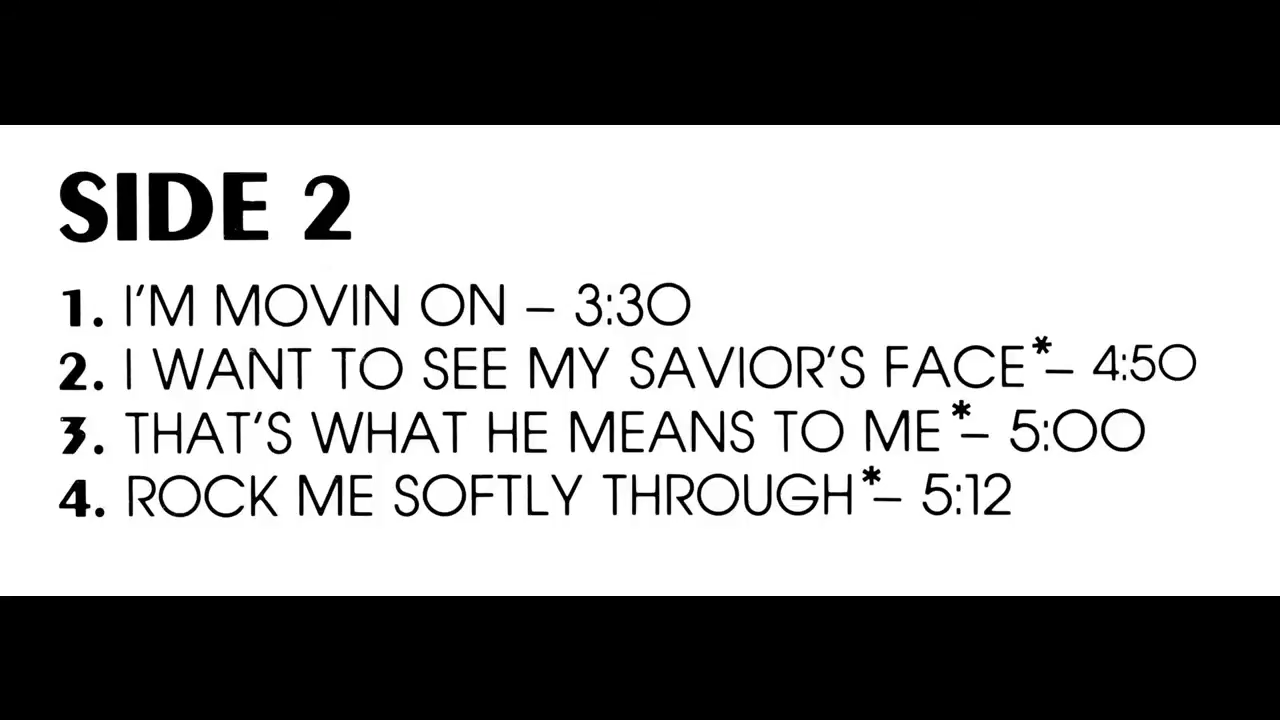 SIDE 2
1. I'M MOVIN ON – 3:30
2. I WANT TO SEE MY SAVIOR'S FACE*– 4:50
3. THAT'S WHAT HE MEANS TO ME*– 5:00
4. ROCK ME SOFTLY THROUGH*– 5:12